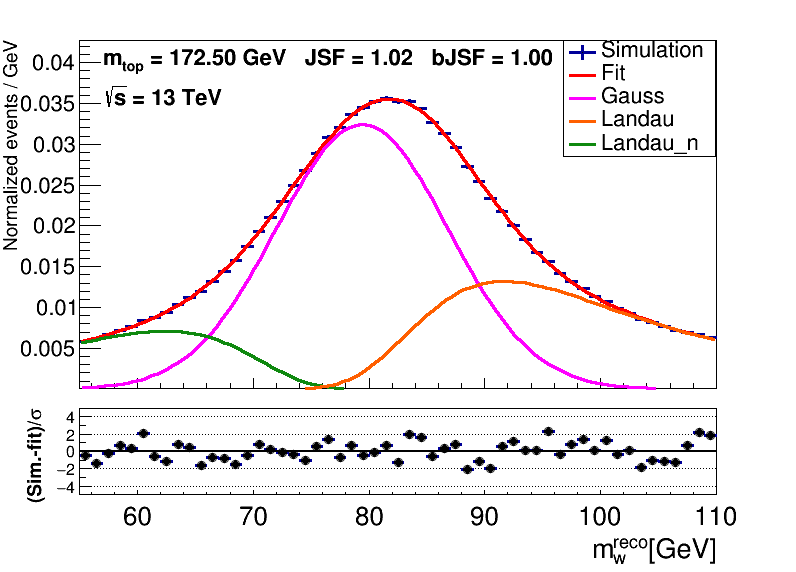 m_top = 172.50 GeV JSF = 1.02 bJSF = 1.00
√s = 13 TeV
Simulation
Fit
Gauss
Landau
Landau_n
Normalized events / GeV
0.04
0.035
0.03
0.025
0.02
0.015
0.01
0.005
(Sim.-fit)/σ
4
2
0
−2
−4
60 70 80 90 100 110
m_w^reco[GeV]